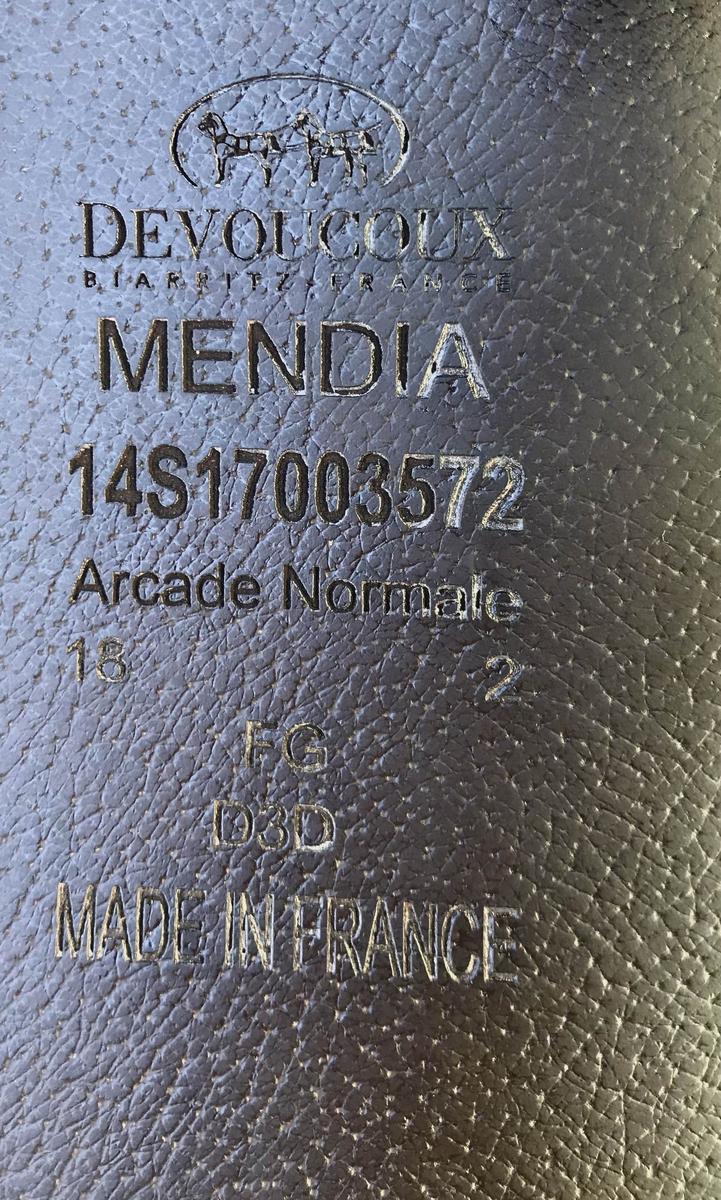 DEVOUCOUX
BIARRITZ-FRANCE
MENDIA
14S17003572
Arcade Normale
18 2
FG
D3D
MADE IN FRANCE